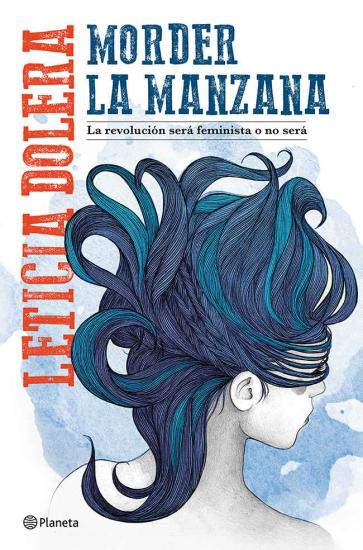 LETICIA DOLERA
MORDER
LA MANZANA
La revolución será feminista o no será
Planeta